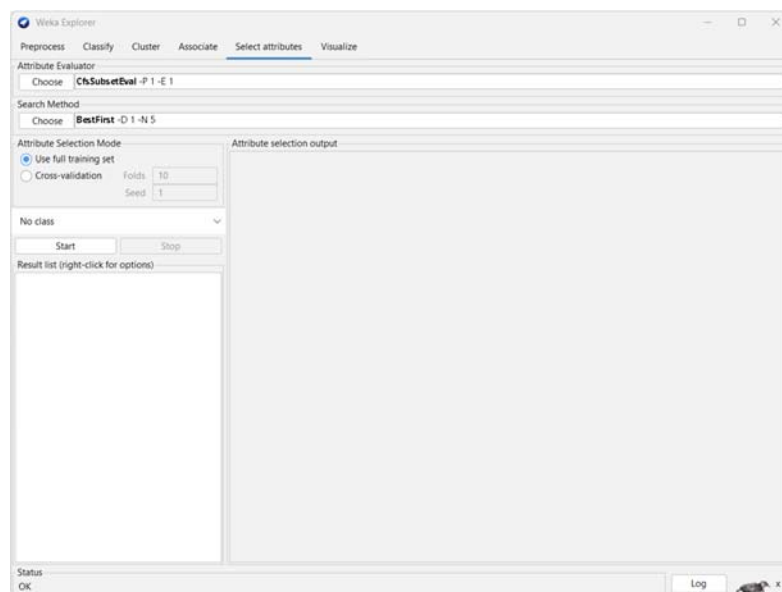 Weka Explorer
Preprocess Classify Cluster Associate Select attributes Visualize
Attribute Evaluator
Choose CfsSubsetEval -P 1 -E 1
Search Method
Choose BestFirst -D 1 -N 5
Attribute Selection Mode
Use full training set
Cross-validation Folds 10
Seed 1
No class
Start Stop
Result list (right-click for options)
Attribute selection output
Status
OK
Log
x